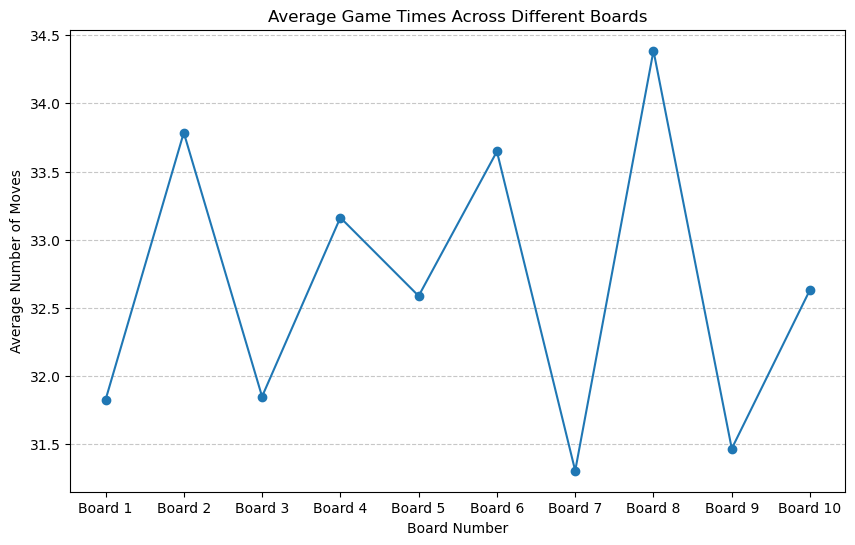 Average Game Times Across Different Boards
Average Number of Moves
34.5
34.0
33.5
33.0
32.5
32.0
31.5
Board 1 Board 2 Board 3 Board 4 Board 5 Board 6 Board 7 Board 8 Board 9 Board 10
Board Number